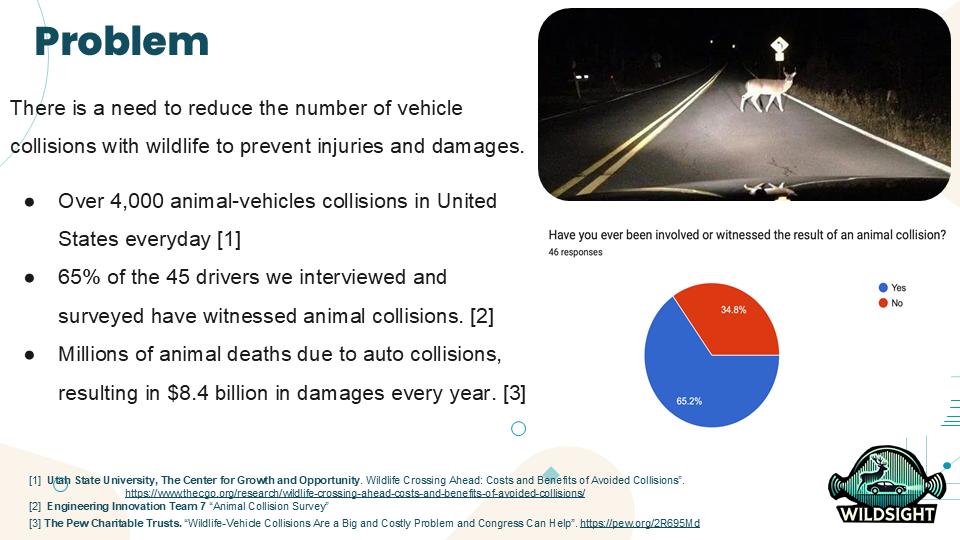 Problem
There is a need to reduce the number of vehicle
collisions with wildlife to prevent injuries and damages.
● Over 4,000 animal-vehicles collisions in United
States everyday [1]
● 65% of the 45 drivers we interviewed and
surveyed have witnessed animal collisions. [2]
● Millions of animal deaths due to auto collisions,
resulting in $8.4 billion in damages every year. [3]
Have you ever been involved or witnessed the result of an animal collision?
46 responses
Yes
No
34.8%
65.2%
[1] Utah State University, The Center for Growth and Opportunity. Wildlife Crossing Ahead: Costs and Benefits of Avoided Collisions”.
https://www.thecgo.org/research/wildlife-crossing-ahead-costs-and-benefits-of-avoided-collisions/
[2] Engineering Innovation Team 7 “Animal Collision Survey”
[3] The Pew Charitable Trusts. “Wildlife-Vehicle Collisions Are a Big and Costly Problem and Congress Can Help”. https://pew.org/2R695Md
WILDSIGHT